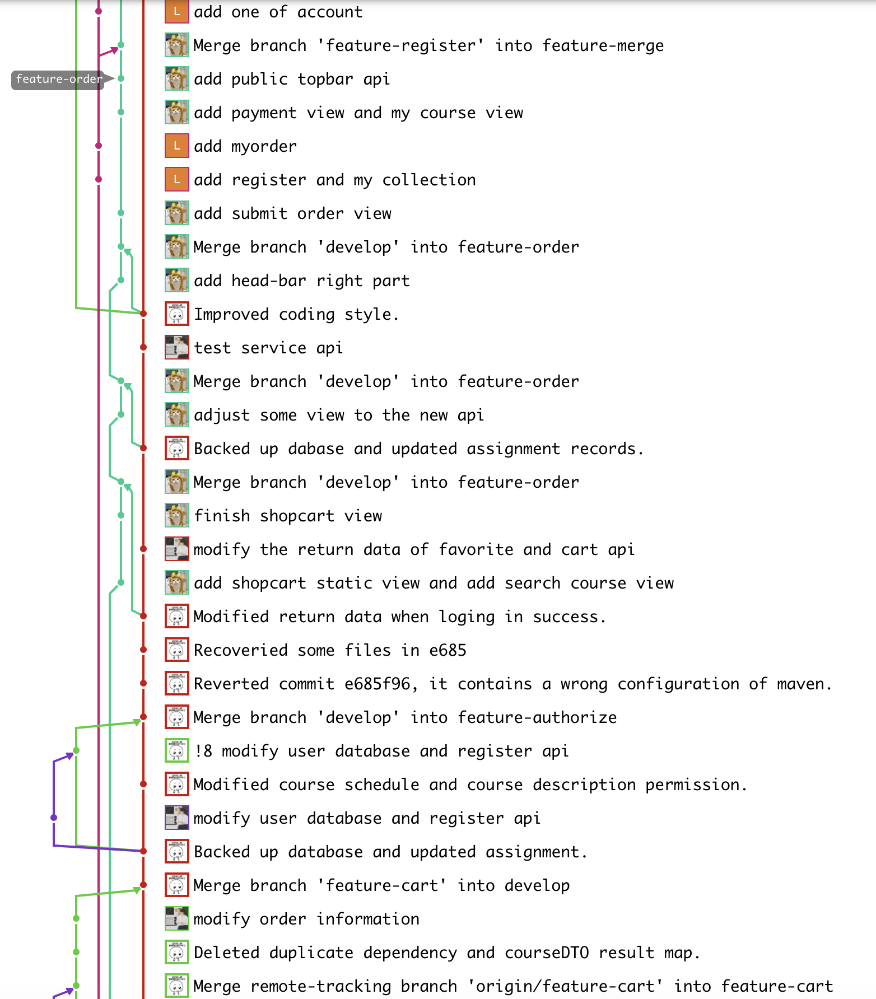 L add one of account
Merge branch 'feature-register' into feature-merge
feature-order add public topbar api
add payment view and my course view
L add myorder
L add register and my collection
add submit order view
Merge branch 'develop' into feature-order
add head-bar right part
Improved coding style.
test service api
Merge branch 'develop' into feature-order
adjust some view to the new api
Backed up dabase and updated assignment records.
Merge branch 'develop' into feature-order
finish shopcart view
modify the return data of favorite and cart api
add shopcart static view and add search course view
Modified return data when loging in success.
Recoveried some files in e685
Reverted commit e685f96, it contains a wrong configuration of maven.
Merge branch 'develop' into feature-authorize
!8 modify user database and register api
Modified course schedule and course description permission.
modify user database and register api
Backed up database and updated assignment.
Merge branch 'feature-cart' into develop
modify order information
Deleted duplicate dependency and courseDTO result map.
Merge remote-tracking branch 'origin/feature-cart' into feature-cart